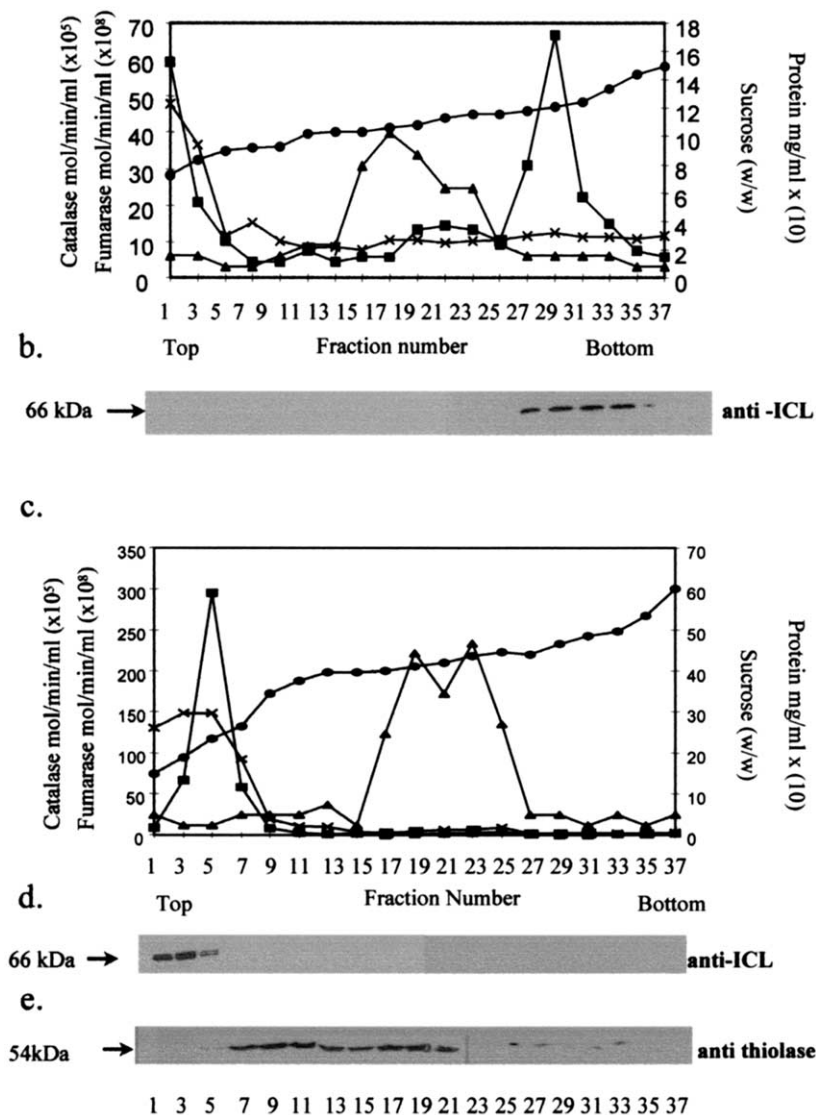 Catalase mol/min/ml (x10⁵)
Fumarase mol/min/ml (x10⁸)
70
60
50
40
30
20
10
0
18
16
14
12
10
8
6
4
2
0
Sucrose (w/w)
Protein mg/ml x (10)
1 3 5 7 9 11 13 15 17 19 21 23 25 27 29 31 33 35 37
Top Fraction number Bottom
b.
66 kDa anti -ICL
c.
Catalase mol/min/ml (x10⁵)
Fumarase mol/min/ml (x10⁸)
350
300
250
200
150
100
50
0
70
60
50
40
30
20
10
0
Sucrose (w/w)
Protein mg/ml x (10)
1 3 5 7 9 11 13 15 17 19 21 23 25 27 29 31 33 35 37
Top Fraction Number Bottom
d.
66 kDa anti-ICL
e.
54kDa anti thiolase
1 3 5 7 9 11 13 15 17 19 21 23 25 27 29 31 33 35 37